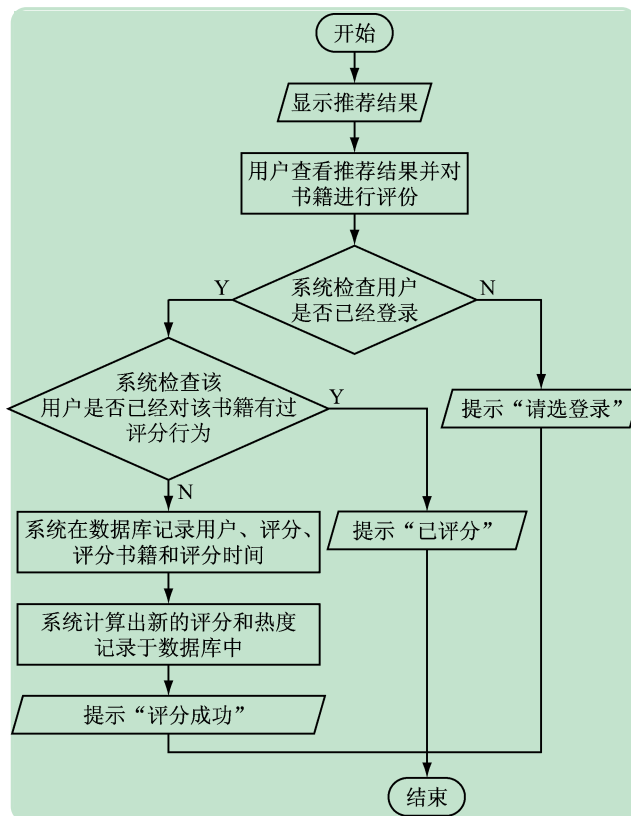 开始
显示推荐结果
用户查看推荐结果并对
书籍进行评份
系统检查用户
是否已经登录
Y
N
系统检查该
用户是否已经对该书籍有过
评分行为
Y
N
提示“请选登录”
系统在数据库记录用户、评分、
评分书籍和评分时间
提示“已评分”
系统计算出新的评分和热度
记录于数据库中
提示“评分成功”
结束